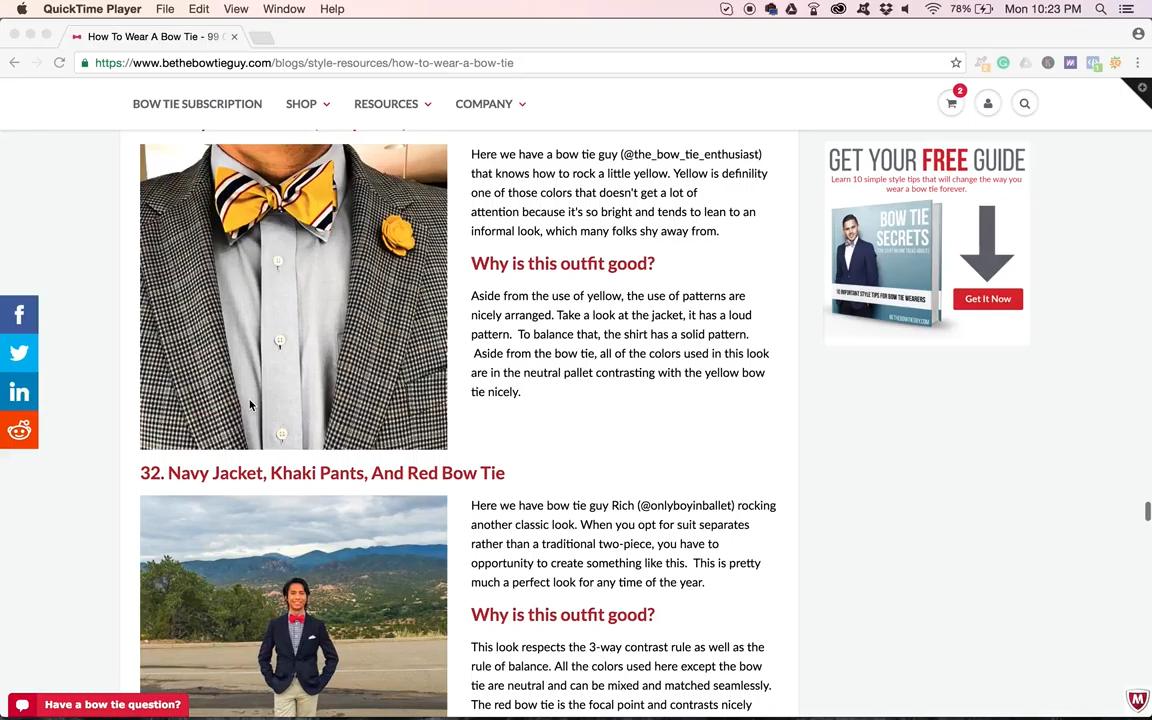 QuickTime Player File Edit View Window Help 78% Mon 10:23 PM
How To Wear A Bow Tie - 99
https://www.bethebowtieguy.com/blogs/style-resources/how-to-wear-a-bow-tie
BOW TIE SUBSCRIPTION SHOP RESOURCES COMPANY 2
Here we have a bow tie guy (@the_bow_tie_enthusiast)
that knows how to rock a little yellow. Yellow is definility
one of those colors that doesn't get a lot of
attention because it's so bright and tends to lean to an
informal look, which many folks shy away from.
Why is this outfit good?
Aside from the use of yellow, the use of patterns are
nicely arranged. Take a look at the jacket, it has a loud
pattern. To balance that, the shirt has a solid pattern.
Aside from the bow tie, all of the colors used in this look
are in the neutral pallet contrasting with the yellow bow
tie nicely.
32. Navy Jacket, Khaki Pants, And Red Bow Tie
Here we have bow tie guy Rich (@onlyboyinballet) rocking
another classic look. When you opt for suit separates
rather than a traditional two-piece, you have to
opportunity to create something like this. This is pretty
much a perfect look for any time of the year.
Why is this outfit good?
This look respects the 3-way contrast rule as well as the
rule of balance. All the colors used here except the bow
tie are neutral and can be mixed and matched seamlessly.
The red bow tie is the focal point and contrasts nicely
GET YOUR FREE GUIDE
Learn 10 simple style tips that will change the way you
wear a bow tie forever.
BOW TIE
SECRETS
10 IMPORTANT STYLE TIPS FOR BOW TIE WEARERS
BETHEBOWTIEGUY.COM
Get It Now
Have a bow tie question?